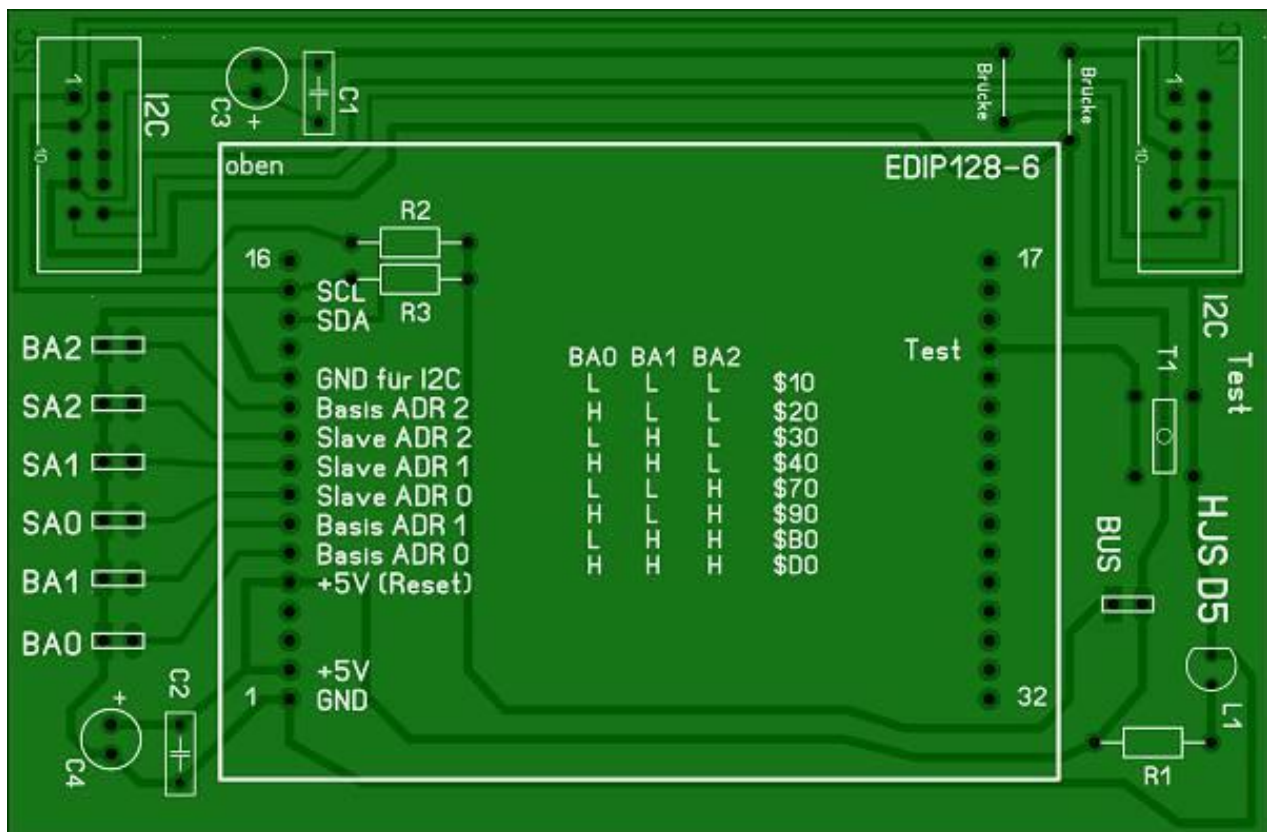 I2C
I2C
1
10
I2C
C3
+
C1
Brücke
Brücke
1
10
I2C
oben
EDIP128-6
R2
R3
16
17
SCL
SDA
Test
GND für I2C
Basis ADR 2
Slave ADR 2
Slave ADR 1
Slave ADR 0
Basis ADR 1
Basis ADR 0
+5V (Reset)
+5V
GND
1
32
BA0 BA1 BA2
L L L $10
H L L $20
L H L $30
H H L $40
L L H $70
H L H $90
L H H $B0
H H H $D0
BA2
SA2
SA1
SA0
BA1
BA0
C2
+
C4
T1
Test
BUS
HJS D5
L1
R1